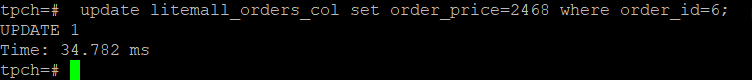 tpch=#  update litemall_orders_col set order_price=2468 where order_id=6;
UPDATE 1
Time: 34.782 ms
tpch=#